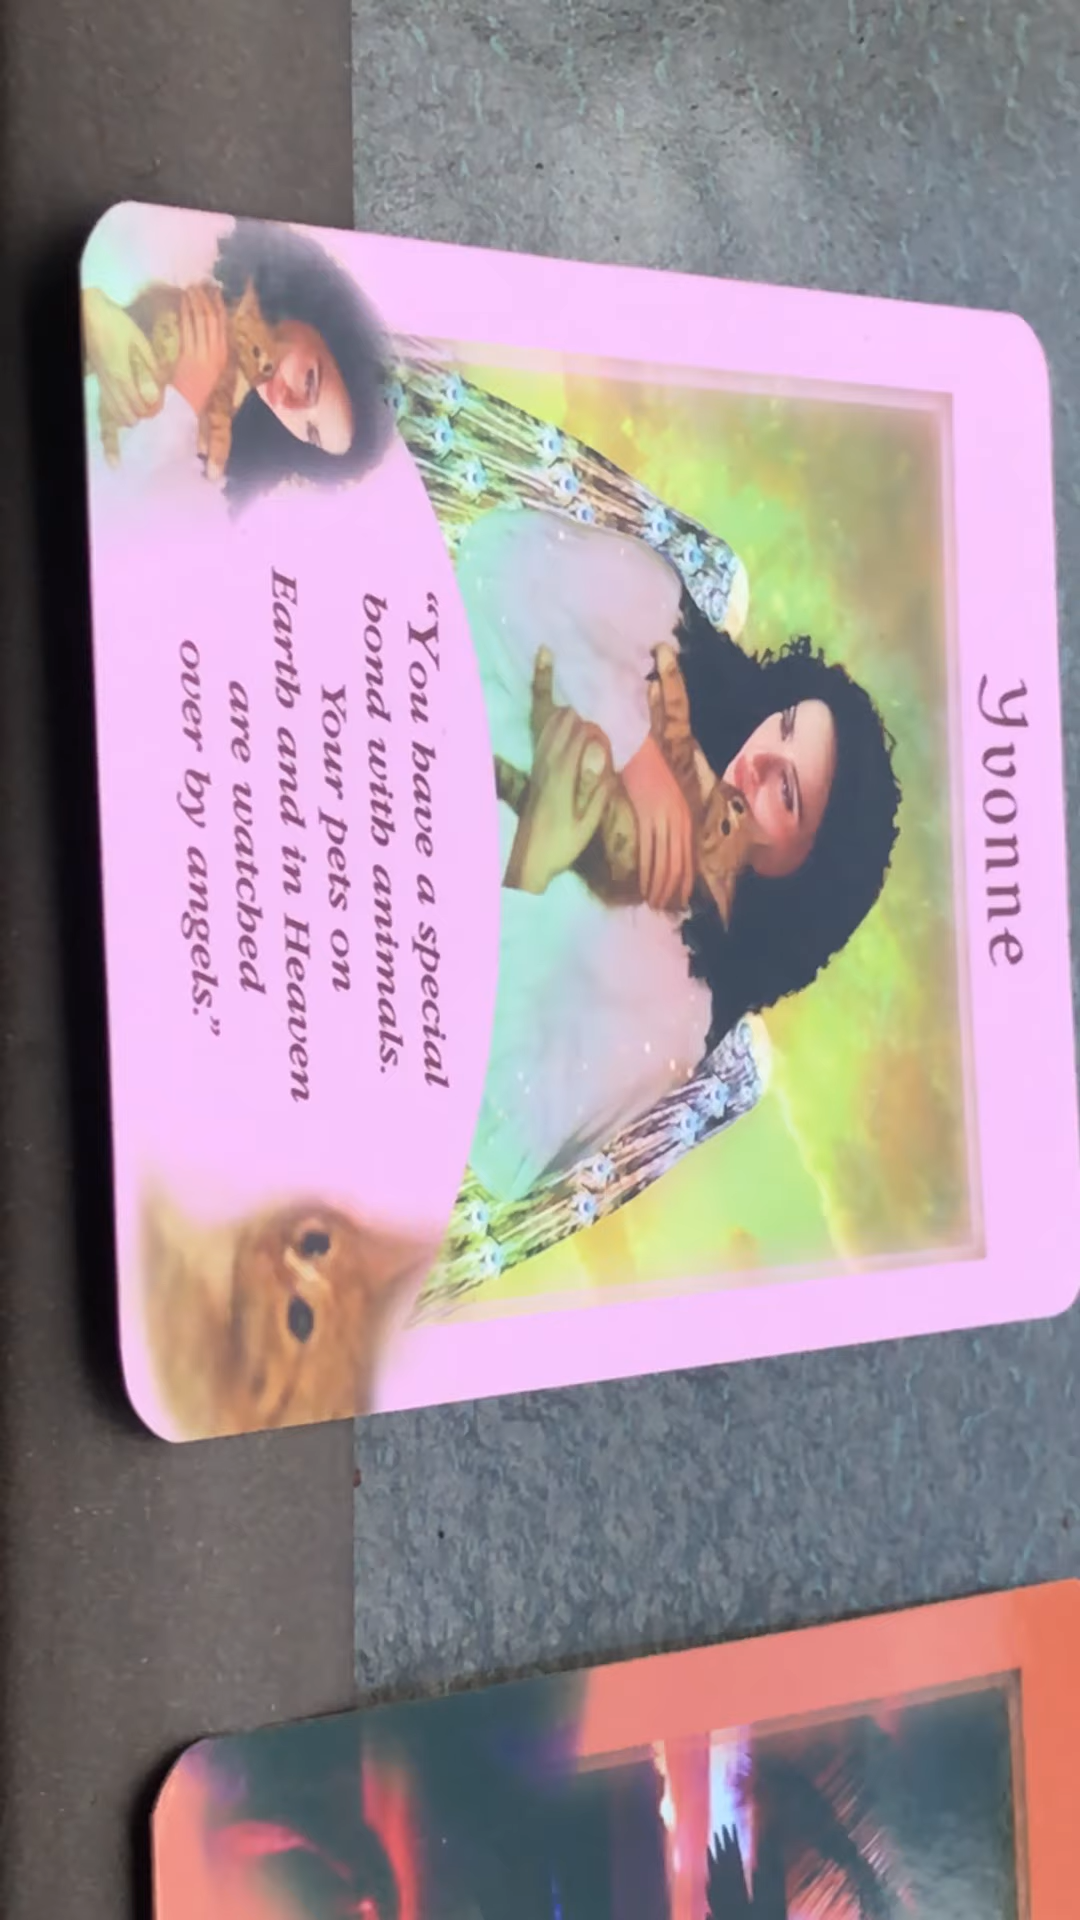 Yvonne
“You have a special
bond with animals.
Your pets on
Earth and in Heaven
are watched
over by angels.”